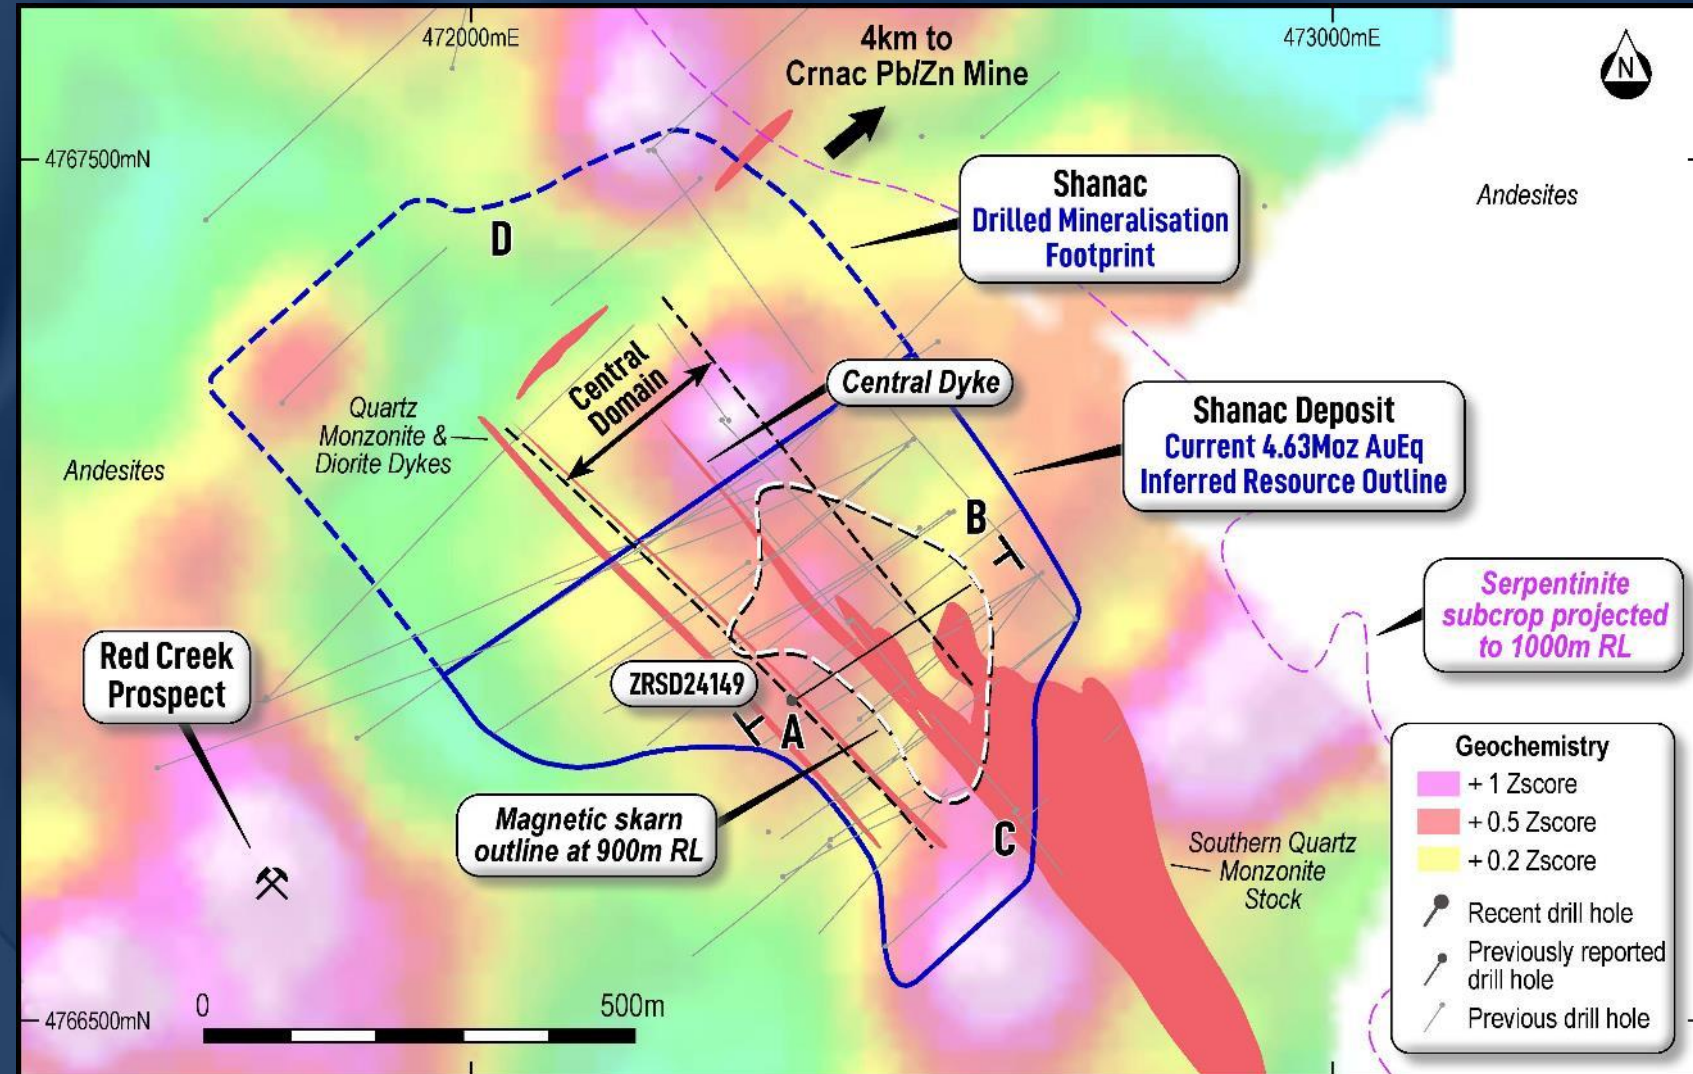 472000mE
4km to
Crnac Pb/Zn Mine
473000mE
N
4767500mN
Shanac
Drilled Mineralisation
Footprint
Andesites
D
Central
Domain
Central Dyke
Quartz
Monzonite &
Diorite Dykes
Andesites
Shanac Deposit
Current 4.63Moz AuEq
Inferred Resource Outline
B
Serpentinite
subcrop projected
to 1000m RL
Red Creek
Prospect
ZRSD24149
A
Magnetic skarn
outline at 900m RL
C
Southern Quartz
Monzonite
Stock
Geochemistry
+ 1 Zscore
+ 0.5 Zscore
+ 0.2 Zscore
Recent drill hole
Previously reported
drill hole
Previous drill hole
0 500m
4766500mN